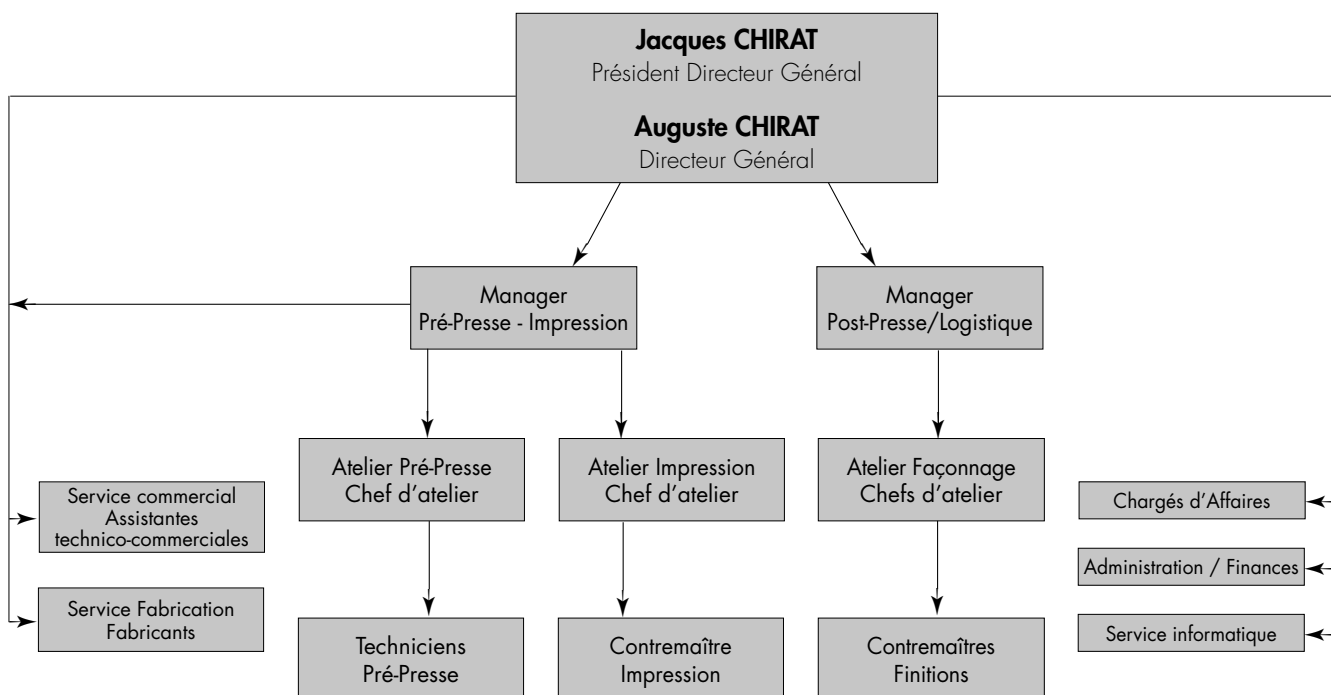 Jacques CHIRAT
Président Directeur Général
Auguste CHIRAT
Directeur Général
Manager
Pré-Presse - Impression
Manager
Post-Presse/Logistique
Atelier Pré-Presse
Chef d'atelier
Atelier Impression
Chef d'atelier
Atelier Façonnage
Chefs d'atelier
Service commercial
Assistantes
technico-commerciales
Chargés d'Affaires
Administration / Finances
Service Fabrication
Fabricants
Techniciens
Pré-Presse
Contremaître
Impression
Contremaîtres
Finitions
Service informatique